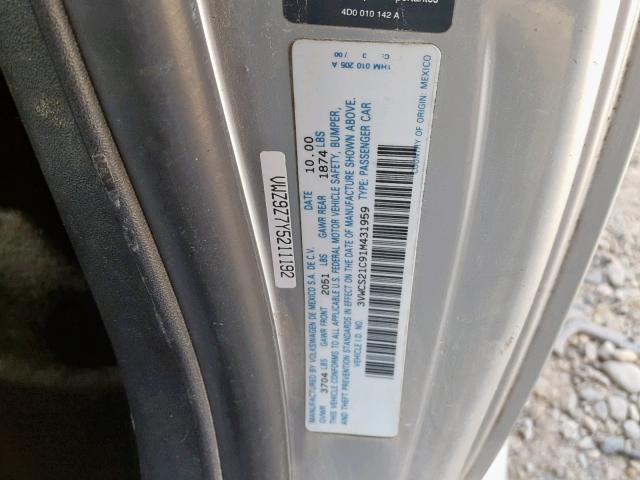 4D0 010 142 A
1HM 010 205 A C: 3 /00
MANUFACTURED BY VOLKSWAGEN DE MEXICO S.A. DE C.V. DATE 10.00
GVWR 3704 LBS GAWR FRONT 2051 LBS GAWR REAR 1874 LBS
THIS VEHICLE CONFORMS TO ALL APPLICABLE U.S. FEDERAL MOTOR VEHICLE SAFETY, BUMPER,
AND THEFT PREVENTION STANDARDS IN EFFECT ON THE DATE OF MANUFACTURE SHOWN ABOVE.
VEHICLE I.D. NO. 3VWCS21C91M431959 TYPE: PASSENGER CAR
COUNTRY OF ORIGIN: MEXICO
VWZ9Z7Y5211192